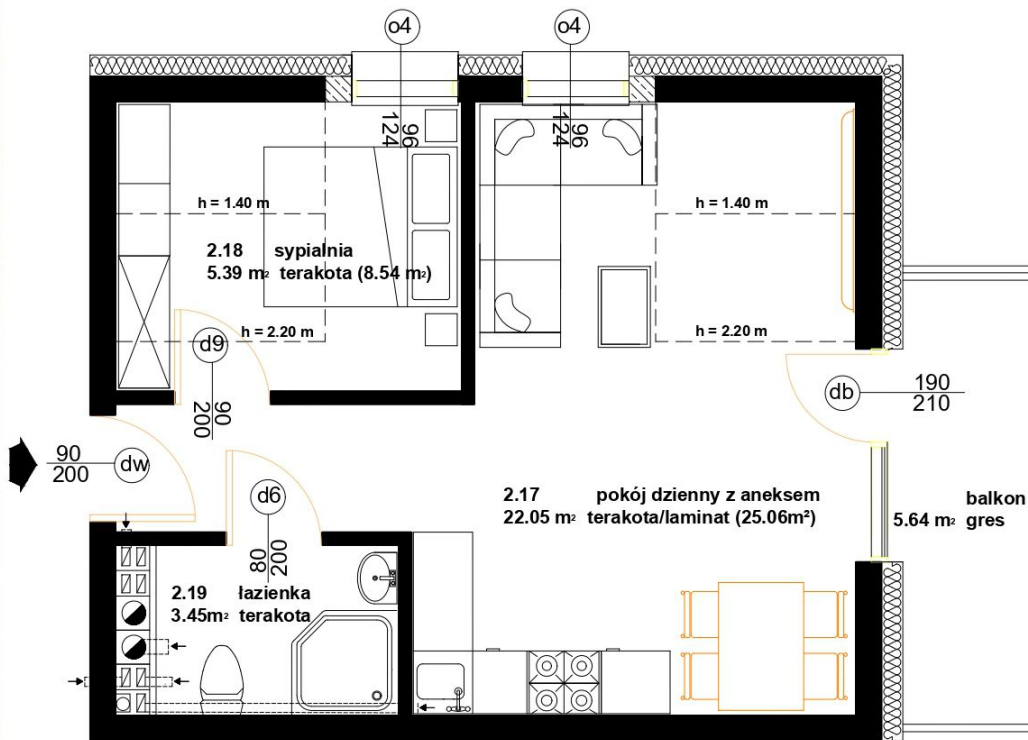 o4
o4
96
124
96
124
h = 1.40 m
h = 1.40 m
2.18 sypialnia
5.39 m² terakota (8.54 m²)
h = 2.20 m
h = 2.20 m
d9
90
200
db
190
210
90
200
dw
d6
80
200
2.17 pokój dzienny z aneksem
22.05 m² terakota/laminat (25.06m²)
balkon
5.64 m² gres
2.19 łazienka
3.45m² terakota